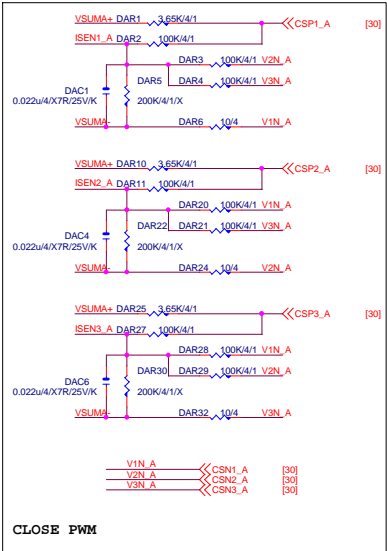 VSUMA+ DAR1 3.65K/4/1 CSP1_A [30]
ISEN1_A DAR2 100K/4/1
DAR3 100K/4/1 V2N_A
DAC1 DAR5 DAR4 100K/4/1 V3N_A
0.022u/4/X7R/25V/K 200K/4/1/X
VSUMA- DAR6 10/4 V1N_A
VSUMA+ DAR10 3.65K/4/1 CSP2_A [30]
ISEN2_A DAR11 100K/4/1
DAR20 100K/4/1 V1N_A
DAC4 DAR22 DAR21 100K/4/1 V3N_A
0.022u/4/X7R/25V/K 200K/4/1/X
VSUMA- DAR24 10/4 V2N_A
VSUMA+ DAR25 3.65K/4/1 CSP3_A [30]
ISEN3_A DAR27 100K/4/1
DAR28 100K/4/1 V1N_A
DAC6 DAR30 DAR29 100K/4/1 V2N_A
0.022u/4/X7R/25V/K 200K/4/1/X
VSUMA- DAR32 10/4 V3N_A
V1N_A CSN1_A [30]
V2N_A CSN2_A [30]
V3N_A CSN3_A [30]
CLOSE PWM